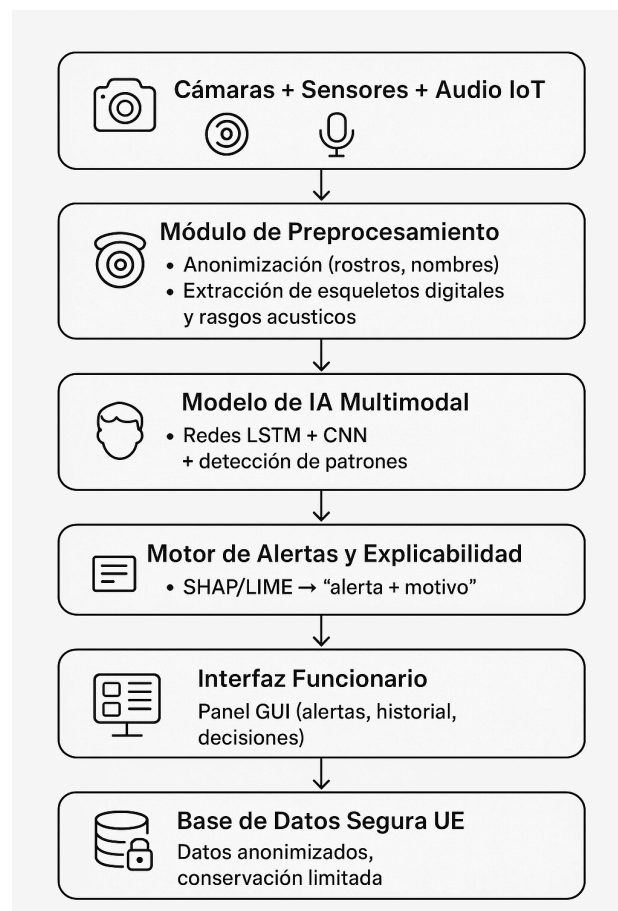 Cámaras + Sensores + Audio IoT
Módulo de Preprocesamiento
• Anonimización (rostros, nombres)
• Extracción de esqueletos digitales
y rasgos acusticos
Modelo de IA Multimodal
• Redes LSTM + CNN
+ detección de patrones
Motor de Alertas y Explicabilidad
• SHAP/LIME → “alerta + motivo”
Interfaz Funcionario
Panel GUI (alertas, historial,
decisiones)
Base de Datos Segura UE
Datos anonimizados,
conservación limitada